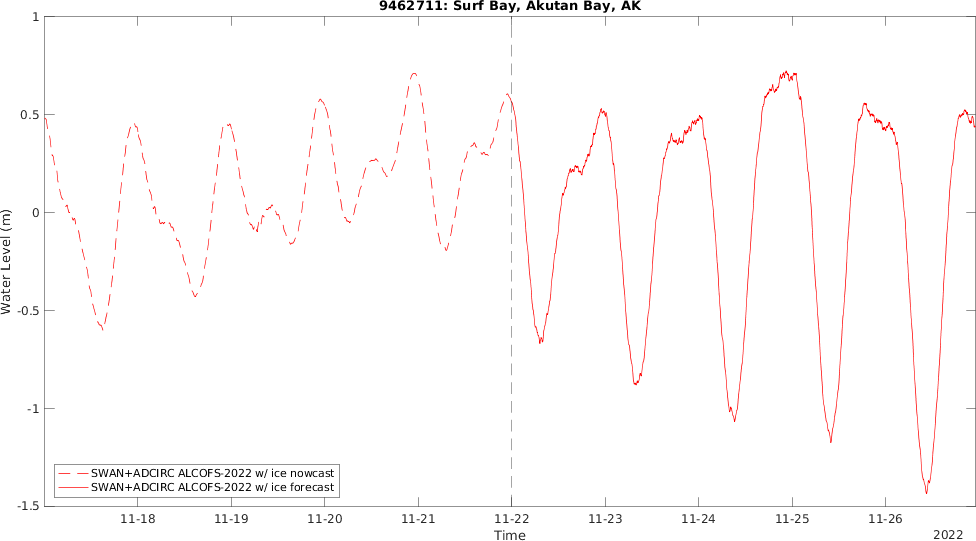 9462711: Surf Bay, Akutan Bay, AK
Water Level (m)
1
0.5
0
-0.5
-1
-1.5
SWAN+ADCIRC ALCOFS-2022 w/ ice nowcast
SWAN+ADCIRC ALCOFS-2022 w/ ice forecast
11-18 11-19 11-20 11-21 11-22 11-23 11-24 11-25 11-26
Time
2022